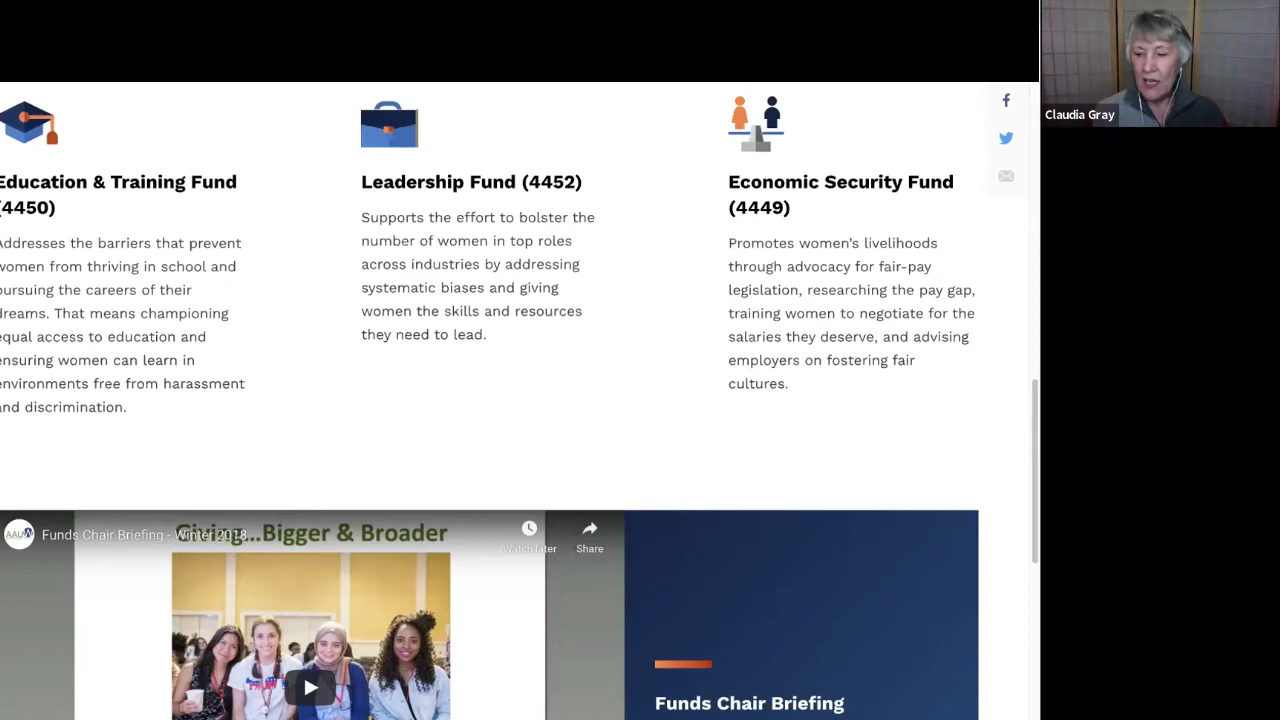 Claudia Gray
Education & Training Fund
(4450)
Addresses the barriers that prevent
women from thriving in school and
pursuing the careers of their
dreams. That means championing
equal access to education and
ensuring women can learn in
environments free from harassment
and discrimination.
Leadership Fund (4452)
Supports the effort to bolster the
number of women in top roles
across industries by addressing
systematic biases and giving
women the skills and resources
they need to lead.
Economic Security Fund
(4449)
Promotes women’s livelihoods
through advocacy for fair-pay
legislation, researching the pay gap,
training women to negotiate for the
salaries they deserve, and advising
employers on fostering fair
cultures.
AAUW
Funds Chair Briefing - Winter 2018
Giving...Bigger & Broader
Watch later
Share
Funds Chair Briefing